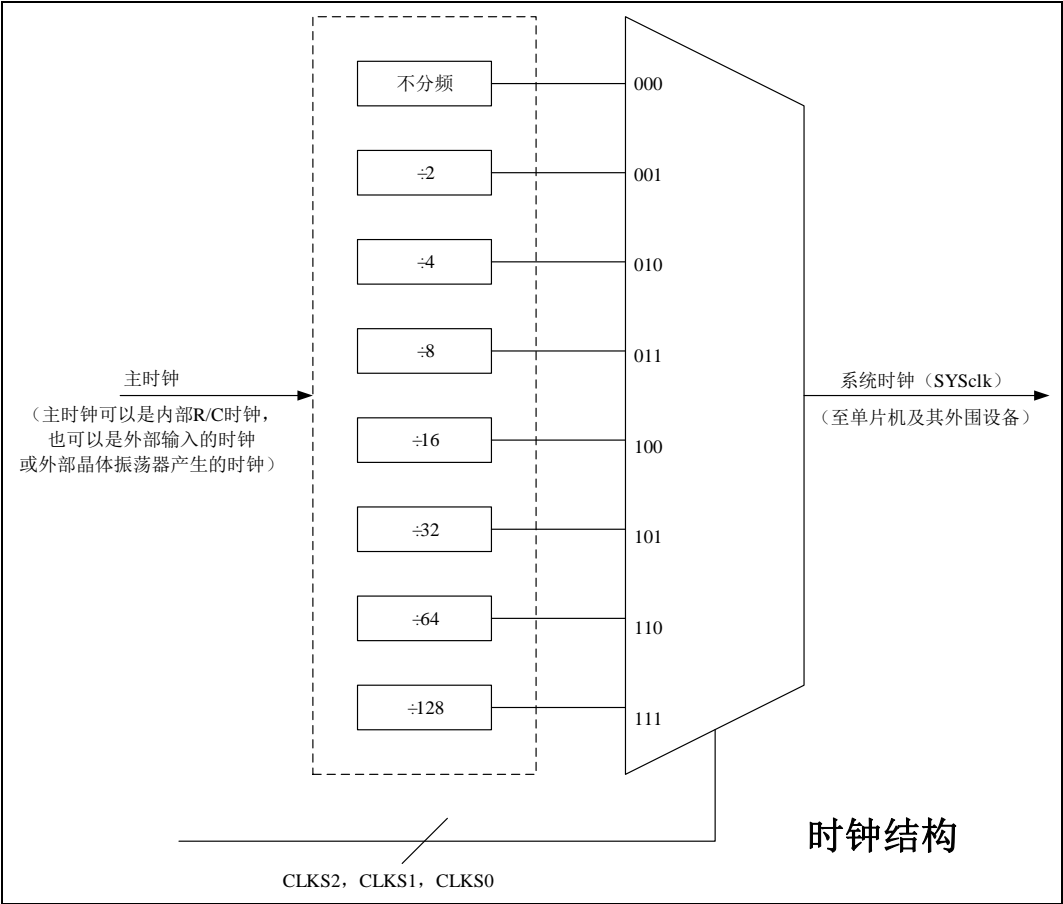 不分频
000
÷2
001
÷4
010
÷8
011
主时钟
（主时钟可以是内部R/C时钟，
也可以是外部输入的时钟
或外部晶体振荡器产生的时钟）
系统时钟（SYSclk）
（至单片机及其外围设备）
÷16
100
÷32
101
÷64
110
÷128
111
CLKS2，CLKS1，CLKS0
时钟结构